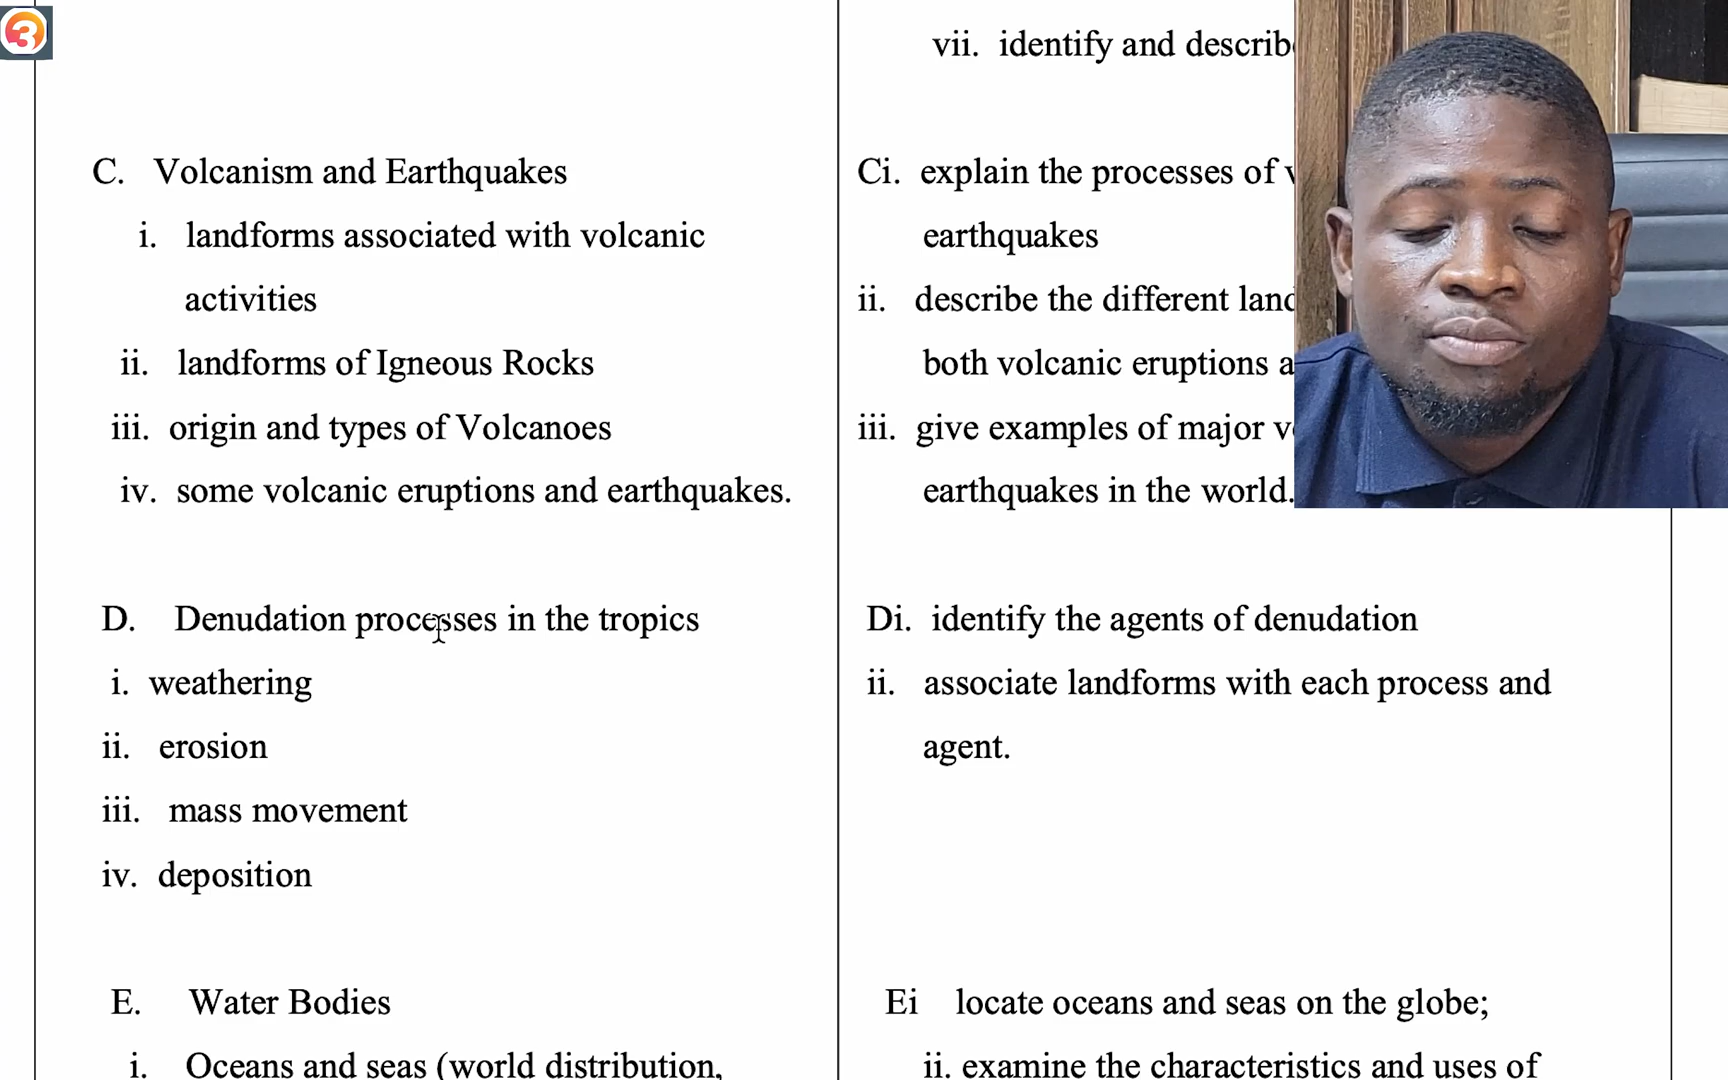 3
vii. identify and describ
C. Volcanism and Earthquakes
i. landforms associated with volcanic
activities
ii. landforms of Igneous Rocks
iii. origin and types of Volcanoes
iv. some volcanic eruptions and earthquakes.
Ci. explain the processes of
earthquakes
ii. describe the different land
both volcanic eruptions
iii. give examples of major
earthquakes in the world.
D. Denudation processes in the tropics
i. weathering
ii. erosion
iii. mass movement
iv. deposition
Di. identify the agents of denudation
ii. associate landforms with each process and
agent.
E. Water Bodies
i. Oceans and seas (world distribution,
Ei locate oceans and seas on the globe;
ii. examine the characteristics and uses of